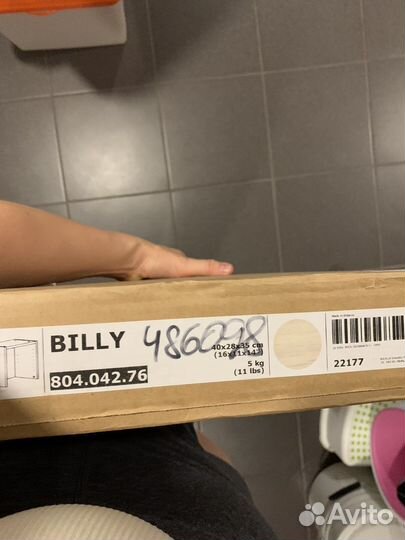 BILLY
486098
40x28x35 cm
(16x11x14")
5 kg
(11 lbs)
804.042.76
22177
Avito